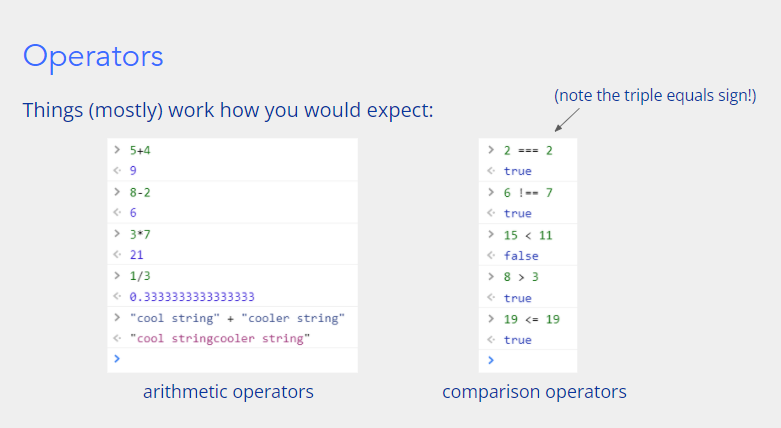 Operators
Things (mostly) work how you would expect:
(note the triple equals sign!)
> 5+4
<· 9
> 8-2
<· 6
> 3*7
<· 21
> 1/3
<· 0.3333333333333333
> "cool string" + "cooler string"
<· "cool stringcooler string"
>
arithmetic operators
> 2 === 2
<· true
> 6 !== 7
<· true
> 15 < 11
<· false
> 8 > 3
<· true
> 19 <= 19
<· true
>
comparison operators